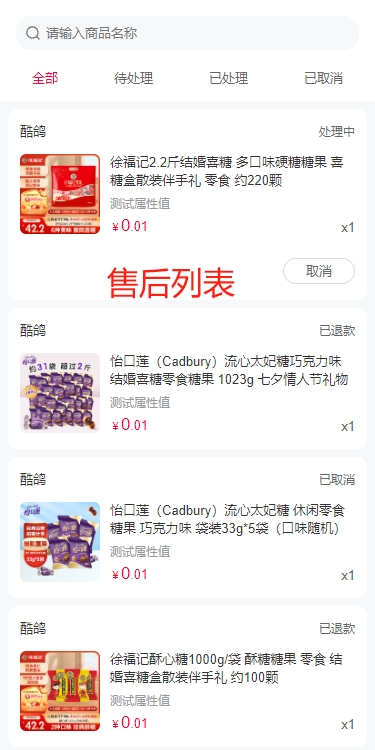 请输入商品名称
全部 待处理 已处理 已取消
酷鸽 处理中
徐福记2.2斤结婚喜糖 多口味硬糖糖果 喜
糖盒散装伴手礼 零食 约220颗
测试属性值
¥0.01 x1
取消
售后列表
酷鸽 已退款
约31袋 超过2斤
怡口莲（Cadbury）流心太妃糖巧克力味
结婚喜糖零食糖果 1023g 七夕情人节礼物
测试属性值
¥0.01 x1
酷鸽 已取消
怡口莲（Cadbury）流心太妃糖 休闲零食
糖果 巧克力味 袋装33g*5袋（口味随机）
测试属性值
¥0.01 x1
酷鸽 已退款
徐福记酥心糖1000g/袋 酥糖糖果 零食 结
婚喜糖盒散装伴手礼 约100颗
测试属性值
¥0.01 x1